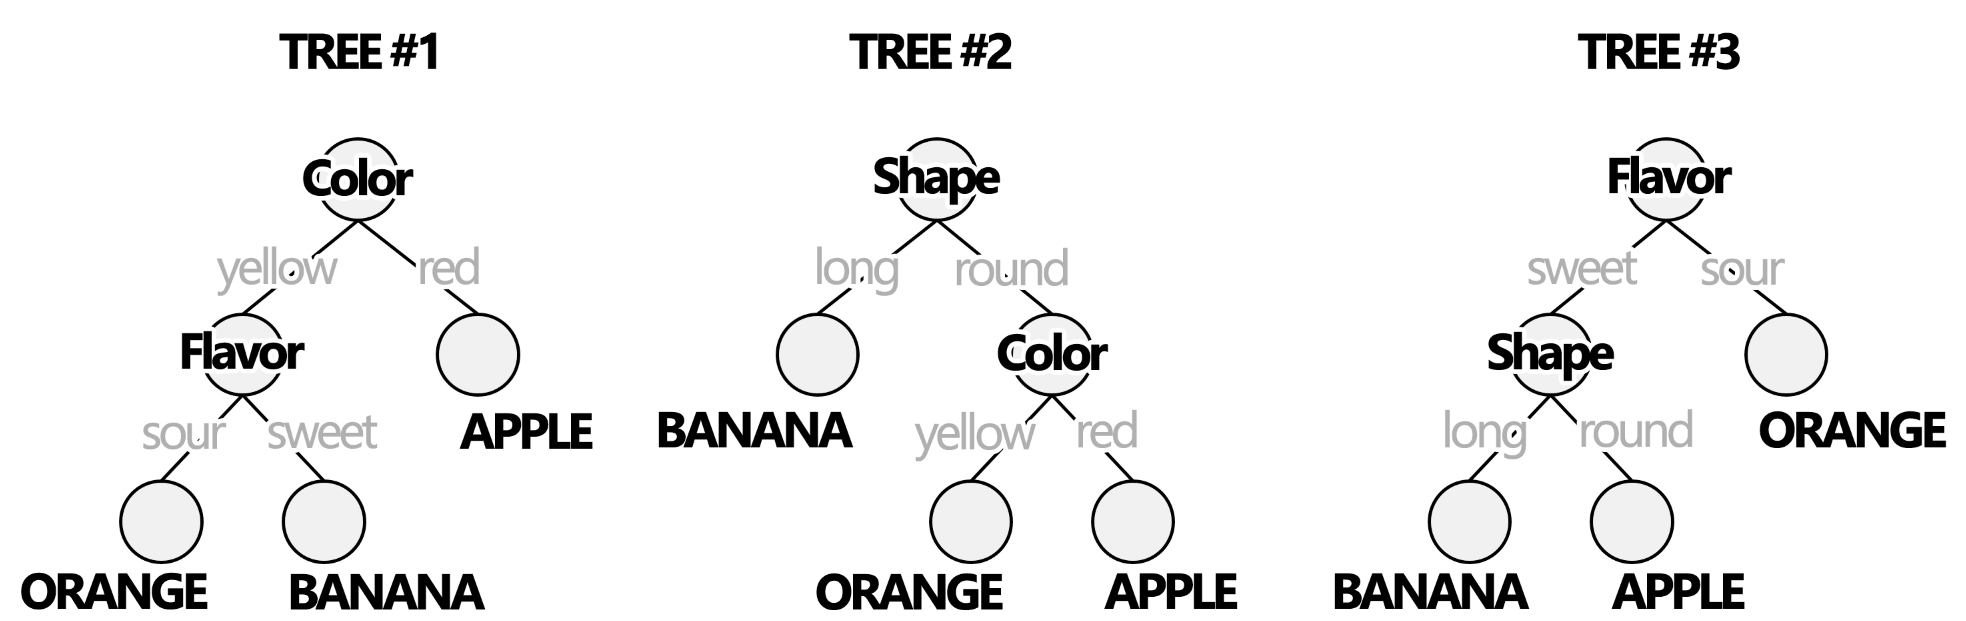 TREE #1
TREE #2
TREE #3
Color
Shape
Flavor
yellow
red
long
round
sweet
sour
Flavor
Color
Shape
sour
sweet
APPLE
BANANA
yellow
red
long
round
ORANGE
ORANGE
BANANA
ORANGE
APPLE
BANANA
APPLE